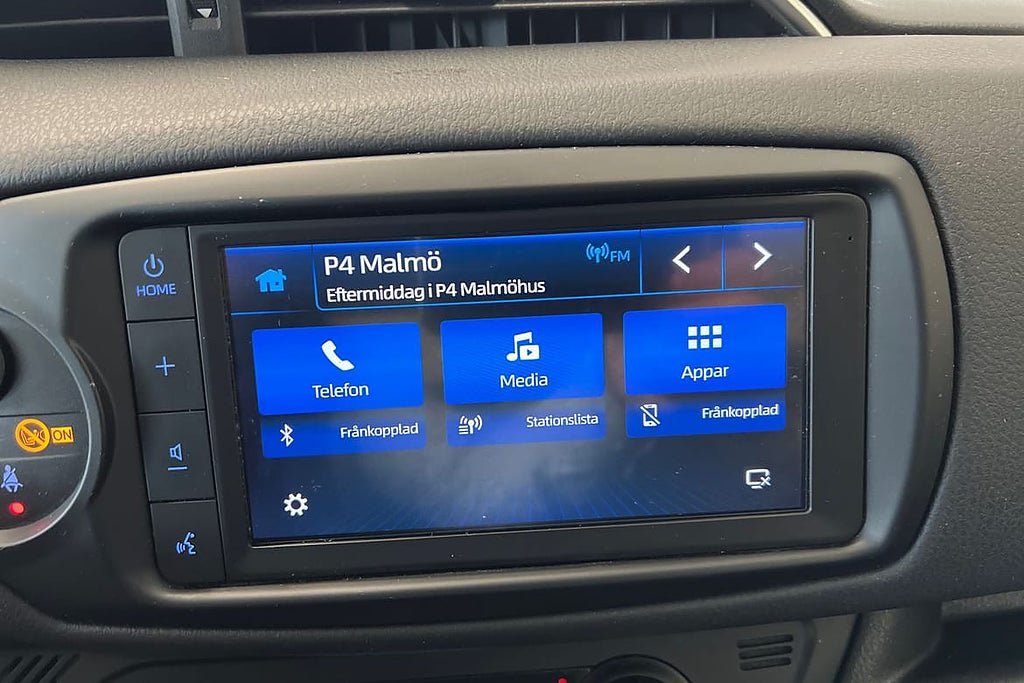 HOME
P4 Malmö
FM
Eftermiddag i P4 Malmöhus
Telefon
Media
Appar
Frånkopplad
Stationslista
Frånkopplad
ON